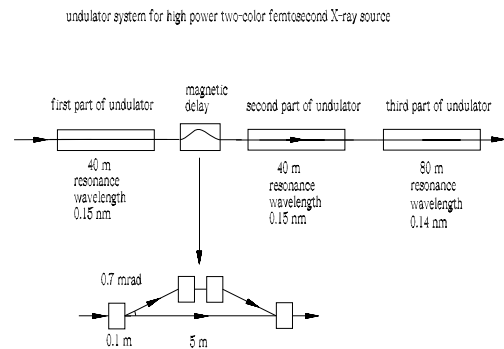 undulator system for high power two-color femtosecond X-ray source
magnetic
delay
first part of undulator
second part of undulator
third part of undulator
40 m
resonance
wavelength
0.15 nm
40 m
resonance
wavelength
0.15 nm
80 m
resonance
wavelength
0.14 nm
0.7 mrad
0.1 m
5 m